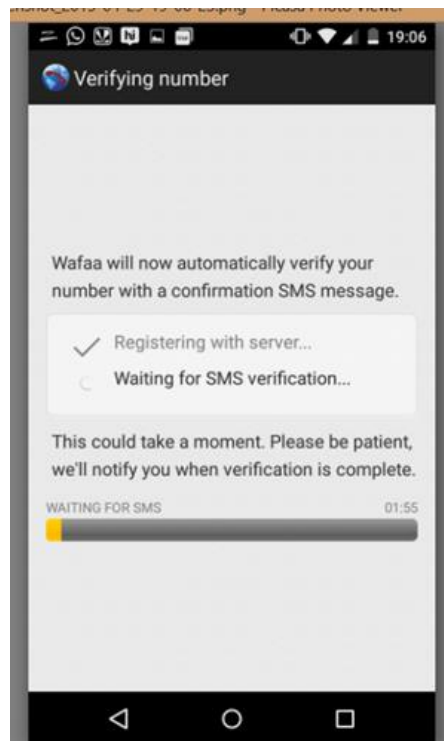 19:06
Verifying number
Wafaa will now automatically verify your
number with a confirmation SMS message.
Registering with server...
Waiting for SMS verification...
This could take a moment. Please be patient,
we'll notify you when verification is complete.
WAITING FOR SMS 01:55